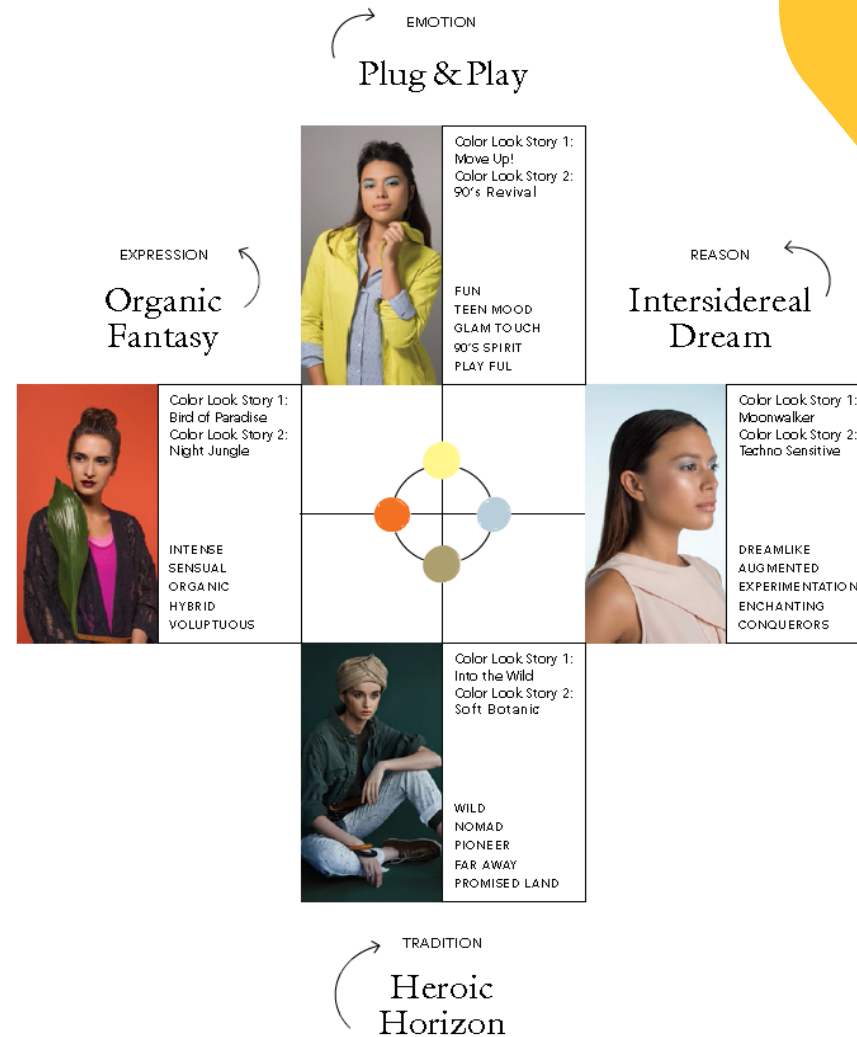 EMOTION
Plug & Play
Color Look Story 1:
Move Up!
Color Look Story 2:
90's Revival
FUN
TEEN MOOD
GLAM TOUCH
90'S SPIRIT
PLAY FUL
EXPRESSION
Organic
Fantasy
Color Look Story 1:
Bird of Paradise
Color Look Story 2:
Night Jungle
INTENSE
SENSUAL
ORGANIC
HYBRID
VOLUPTUOUS
REASON
Intersidereal
Dream
Color Look Story 1:
Moonwalker
Color Look Story 2:
Techno Sensitive
DREAMLIKE
AUGMENTED
EXPERIMENTATION
ENCHANTING
CONQUERORS
Color Look Story 1:
Into the Wild
Color Look Story 2:
Soft Botanic
WILD
NOMAD
PIONEER
FAR AWAY
PROMISED LAND
TRADITION
Heroic
Horizon